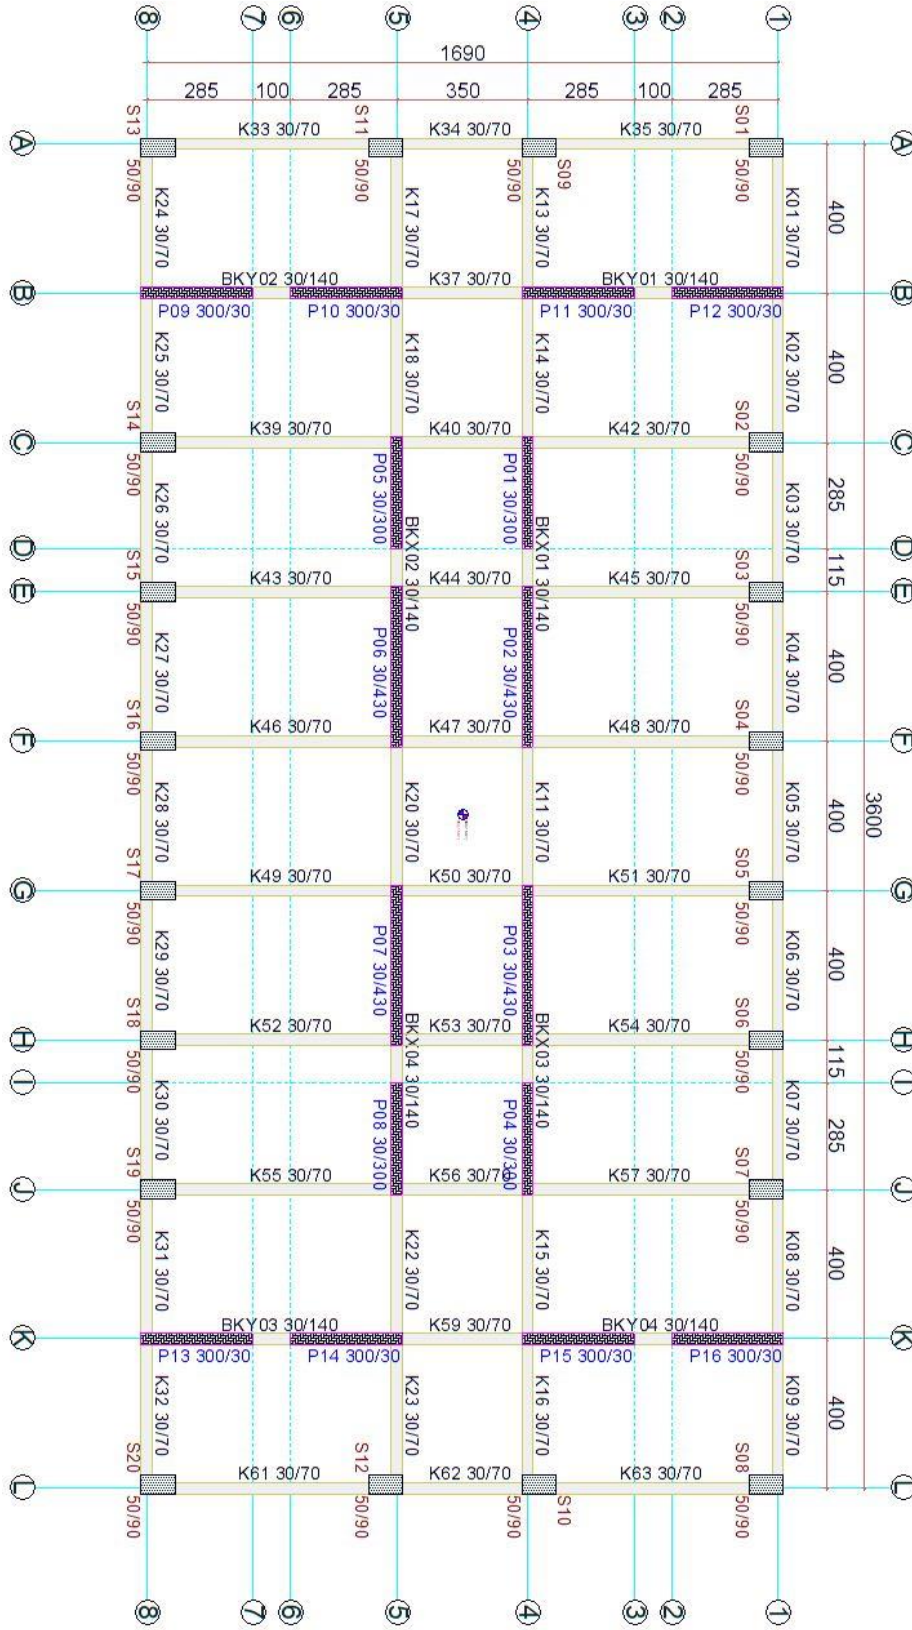 8 7 6 5 4 3 2 1
1690
285 100 285 350 285 100 285
S13 S11 S01
K33 30/70 K34 30/70 K35 30/70
A A
50/90 50/90 50/90 S09 50/90
K24 30/70 K17 30/70 K13 30/70 K01 30/70 400
BKY02 30/140 K37 30/70 BKY01 30/140
B B
P09 300/30 P10 300/30 P11 300/30 P12 300/30
K25 30/70 K18 30/70 K14 30/70 K02 30/70 400
S14 S02
K39 30/70 K40 30/70 K42 30/70
C C
50/90 50/90
P05 30/300 P01 30/300
K26 30/70 K03 30/70 285
D D
BKX02 30/140 BKX01 30/140
S15 S03 115
K43 30/70 K44 30/70 K45 30/70
E E
50/90 50/90
K27 30/70 P06 30/430 P02 30/430 K04 30/70 400
S16 S04
K46 30/70 K47 30/70 K48 30/70
F F
50/90 50/90
K28 30/70 K20 30/70 K11 30/70 K05 30/70 400 3600
S17 S05
K49 30/70 K50 30/70 K51 30/70
G G
50/90 50/90
K29 30/70 P07 30/430 P03 30/430 K06 30/70 400
S18 S06
K52 30/70 K53 30/70 K54 30/70
H H
50/90 BKX04 30/140 BKX03 30/140 50/90 115
I I
K30 30/70 P08 30/300 P04 30/300 K07 30/70 285
S19 S07
K55 30/70 K56 30/70 K57 30/70
J J
50/90 50/90
K31 30/70 K22 30/70 K15 30/70 K08 30/70 400
BKY03 30/140 K59 30/70 BKY04 30/140
K K
P13 300/30 P14 300/30 P15 300/30 P16 300/30
K32 30/70 K23 30/70 K16 30/70 K09 30/70 400
S20 S12 S08
K61 30/70 K62 30/70 K63 30/70
L L
50/90 50/90 50/90 S10 50/90
8 7 6 5 4 3 2 1